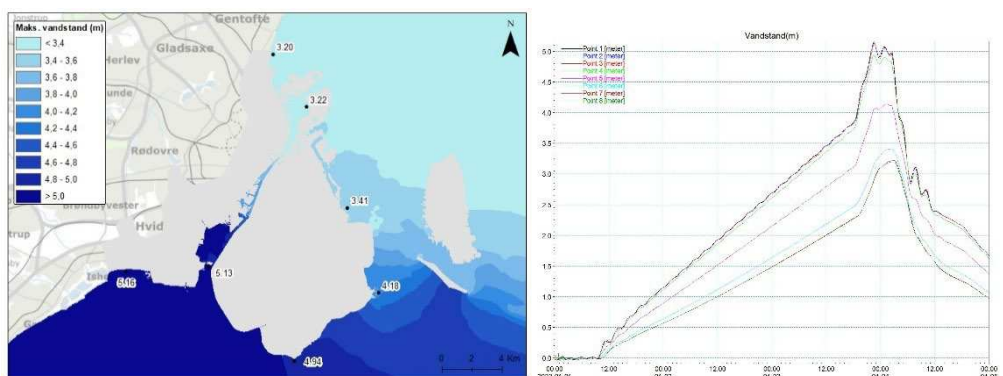 Maks. vandstand (m)
< 3,4
3,4 - 3,6
3,6 - 3,8
3,8 - 4,0
4,0 - 4,2
4,2 - 4,4
4,4 - 4,6
4,6 - 4,8
4,8 - 5,0
> 5,0
Gentofte
Gladsaxe
Herlev
Rødovre
Brøndbyvester
Hvid
N
3.20
3.22
3.41
5.13
5.16
4.18
4.94
0 2 4 Km
Vandstand(m)
Point 1 [meter]
Point 2 [meter]
Point 3 [meter]
Point 4 [meter]
Point 5 [meter]
Point 6 [meter]
Point 7 [meter]
Point 8 [meter]
5.0
4.5
4.0
3.5
3.0
2.5
2.0
1.5
1.0
0.5
0.0
00:00 12:00 00:00 12:00 00:00 12:00 00:00 12:00 00:00